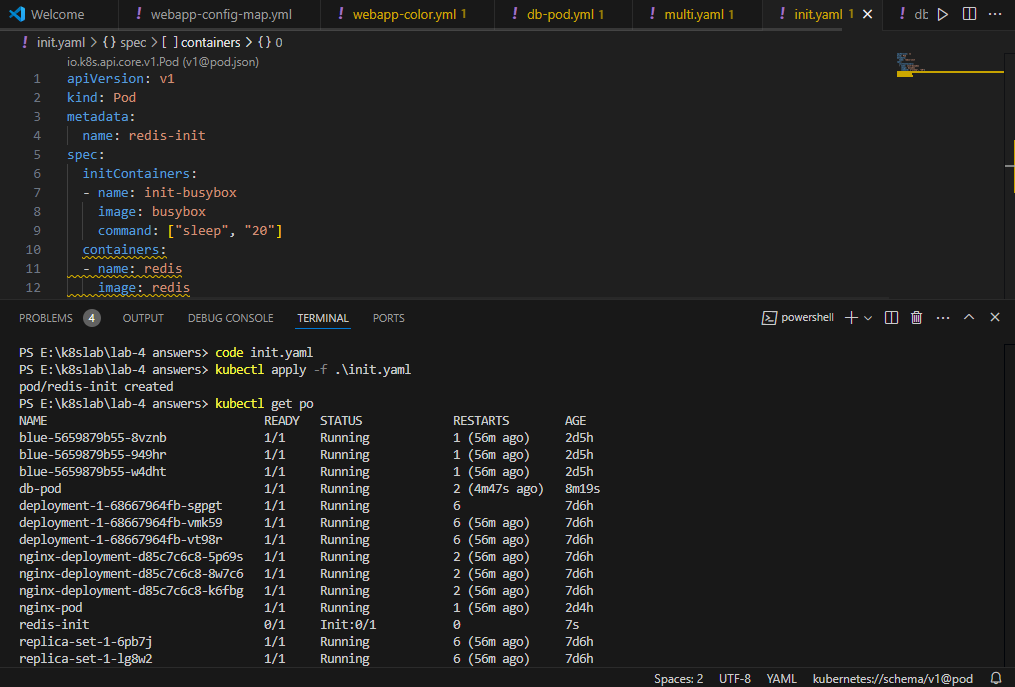 Welcome ! webapp-config-map.yml ! webapp-color.yml 1 ! db-pod.yml 1 ! multi.yaml 1 ! init.yaml 1 ! db
! init.yaml > {} spec > [ ] containers > {} 0
io.k8s.api.core.v1.Pod (v1@pod.json)
1 apiVersion: v1
2 kind: Pod
3 metadata:
4 name: redis-init
5 spec:
6 initContainers:
7 - name: init-busybox
8 image: busybox
9 command: ["sleep", "20"]
10 containers:
11 - name: redis
12 image: redis
PROBLEMS 4 OUTPUT DEBUG CONSOLE TERMINAL PORTS powershell
PS E:\k8slab\lab-4 answers> code init.yaml
PS E:\k8slab\lab-4 answers> kubectl apply -f .\init.yaml
pod/redis-init created
PS E:\k8slab\lab-4 answers> kubectl get po
NAME READY STATUS RESTARTS AGE
blue-5659879b55-8vznb 1/1 Running 1 (56m ago) 2d5h
blue-5659879b55-949hr 1/1 Running 1 (56m ago) 2d5h
blue-5659879b55-w4dht 1/1 Running 1 (56m ago) 2d5h
db-pod 1/1 Running 2 (4m47s ago) 8m19s
deployment-1-68667964fb-sgpgt 1/1 Running 6 7d6h
deployment-1-68667964fb-vmk59 1/1 Running 6 (56m ago) 7d6h
deployment-1-68667964fb-vt98r 1/1 Running 6 (56m ago) 7d6h
nginx-deployment-d85c7c6c8-5p69s 1/1 Running 2 (56m ago) 7d6h
nginx-deployment-d85c7c6c8-8w7c6 1/1 Running 2 (56m ago) 7d6h
nginx-deployment-d85c7c6c8-k6fbg 1/1 Running 2 (56m ago) 7d6h
nginx-pod 1/1 Running 1 (56m ago) 2d4h
redis-init 0/1 Init:0/1 0 7s
replica-set-1-6pb7j 1/1 Running 6 (56m ago) 7d6h
replica-set-1-lg8w2 1/1 Running 6 (56m ago) 7d6h
Spaces: 2 UTF-8 YAML kubernetes://schema/v1@pod